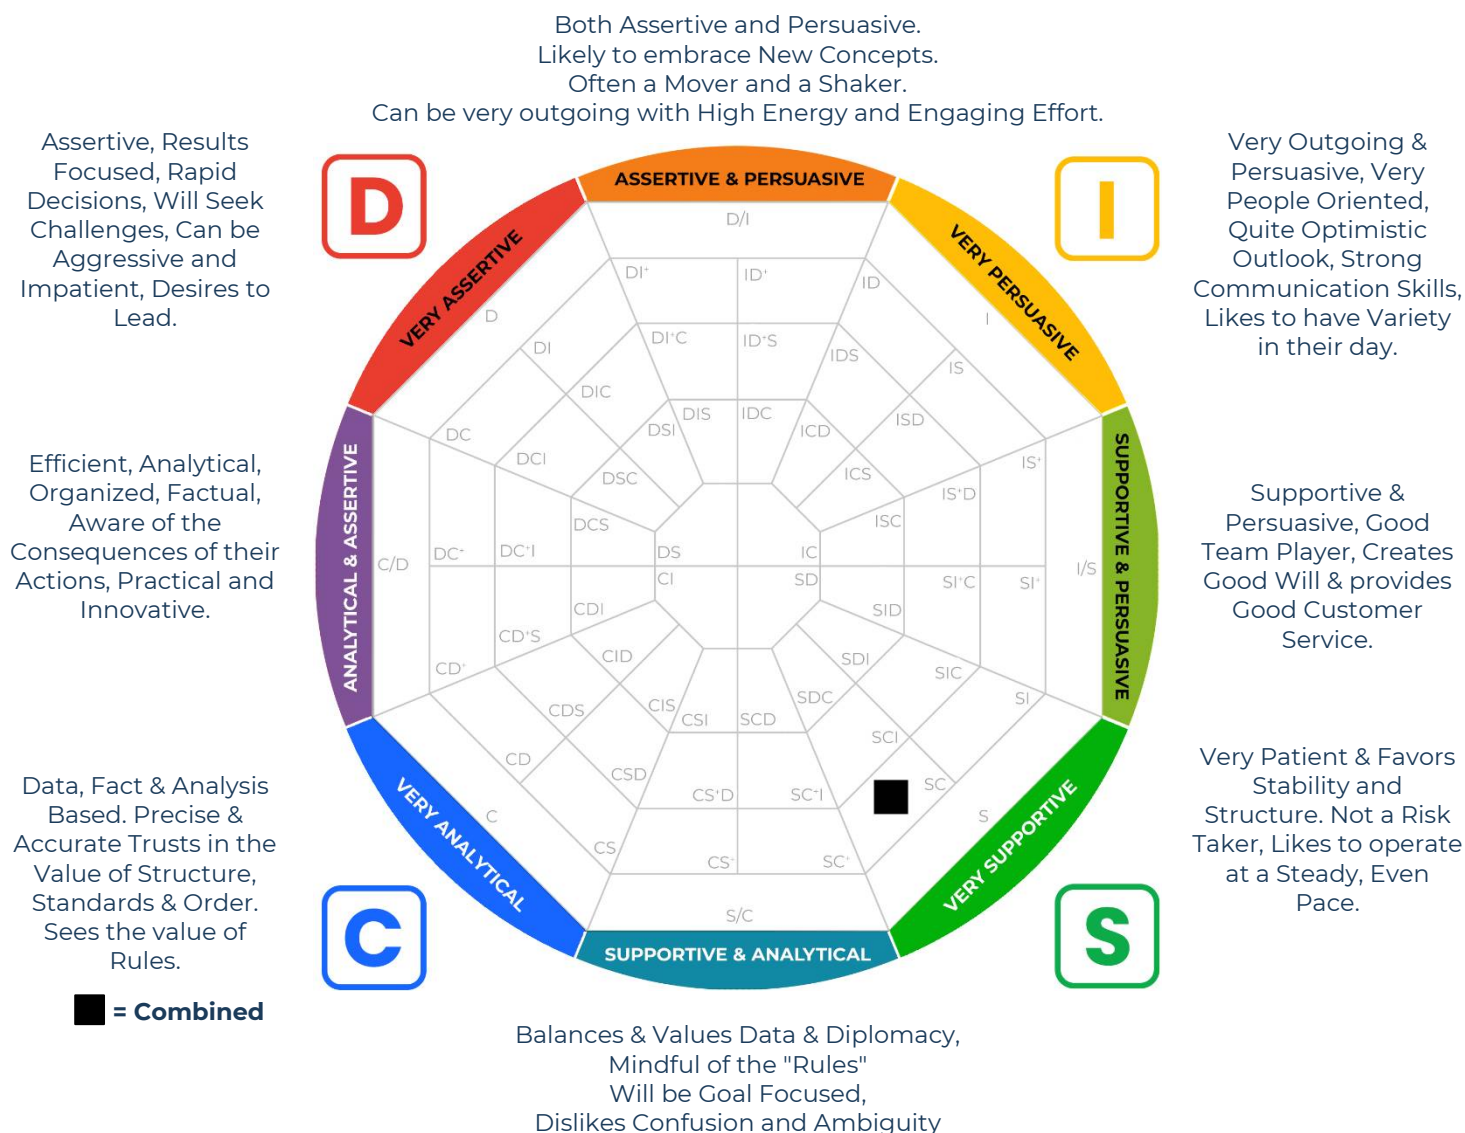 Both Assertive and Persuasive.
Likely to embrace New Concepts.
Often a Mover and a Shaker.
Can be very outgoing with High Energy and Engaging Effort.
Assertive, Results
Focused, Rapid
Decisions, Will Seek
Challenges, Can be
Aggressive and
Impatient, Desires to
Lead.
D
ASSERTIVE & PERSUASIVE
I
Very Outgoing &
Persuasive, Very
People Oriented,
Quite Optimistic
Outlook, Strong
Communication Skills,
Likes to have Variety
in their day.
VERY ASSERTIVE
VERY PERSUASIVE
D/I
DI⁺
ID⁺
ID
D
I
DI
DI⁺C
ID⁺S
IDS
IS
DIC
DSI
DIS
IDC
ICD
ISD
DC
DCI
DSC
ICS
IS⁺
IS⁺D
DCS
ISC
Efficient, Analytical,
Organized, Factual,
Aware of the
Consequences of their
Actions, Practical and
Innovative.
ANALYTICAL & ASSERTIVE
C/D
DC⁺
DC⁺I
DS
IC
CI
SD
SI⁺C
SI⁺
I/S
SUPPORTIVE & PERSUASIVE
Supportive &
Persuasive, Good
Team Player, Creates
Good Will & provides
Good Customer
Service.
CDI
SID
CD⁺S
CD⁺
CID
SDI
SIC
SI
CDS
CIS
CSI
SCD
SDC
SCI
CD
CSD
CS⁺D
SC⁺I
SC
C
S
CS
CS⁺
SC⁺
S/C
VERY ANALYTICAL
VERY SUPPORTIVE
Data, Fact & Analysis
Based. Precise &
Accurate Trusts in the
Value of Structure,
Standards & Order.
Sees the value of
Rules.
C
SUPPORTIVE & ANALYTICAL
S
Very Patient & Favors
Stability and
Structure. Not a Risk
Taker, Likes to operate
at a Steady, Even
Pace.
= Combined
Balances & Values Data & Diplomacy,
Mindful of the "Rules"
Will be Goal Focused,
Dislikes Confusion and Ambiguity